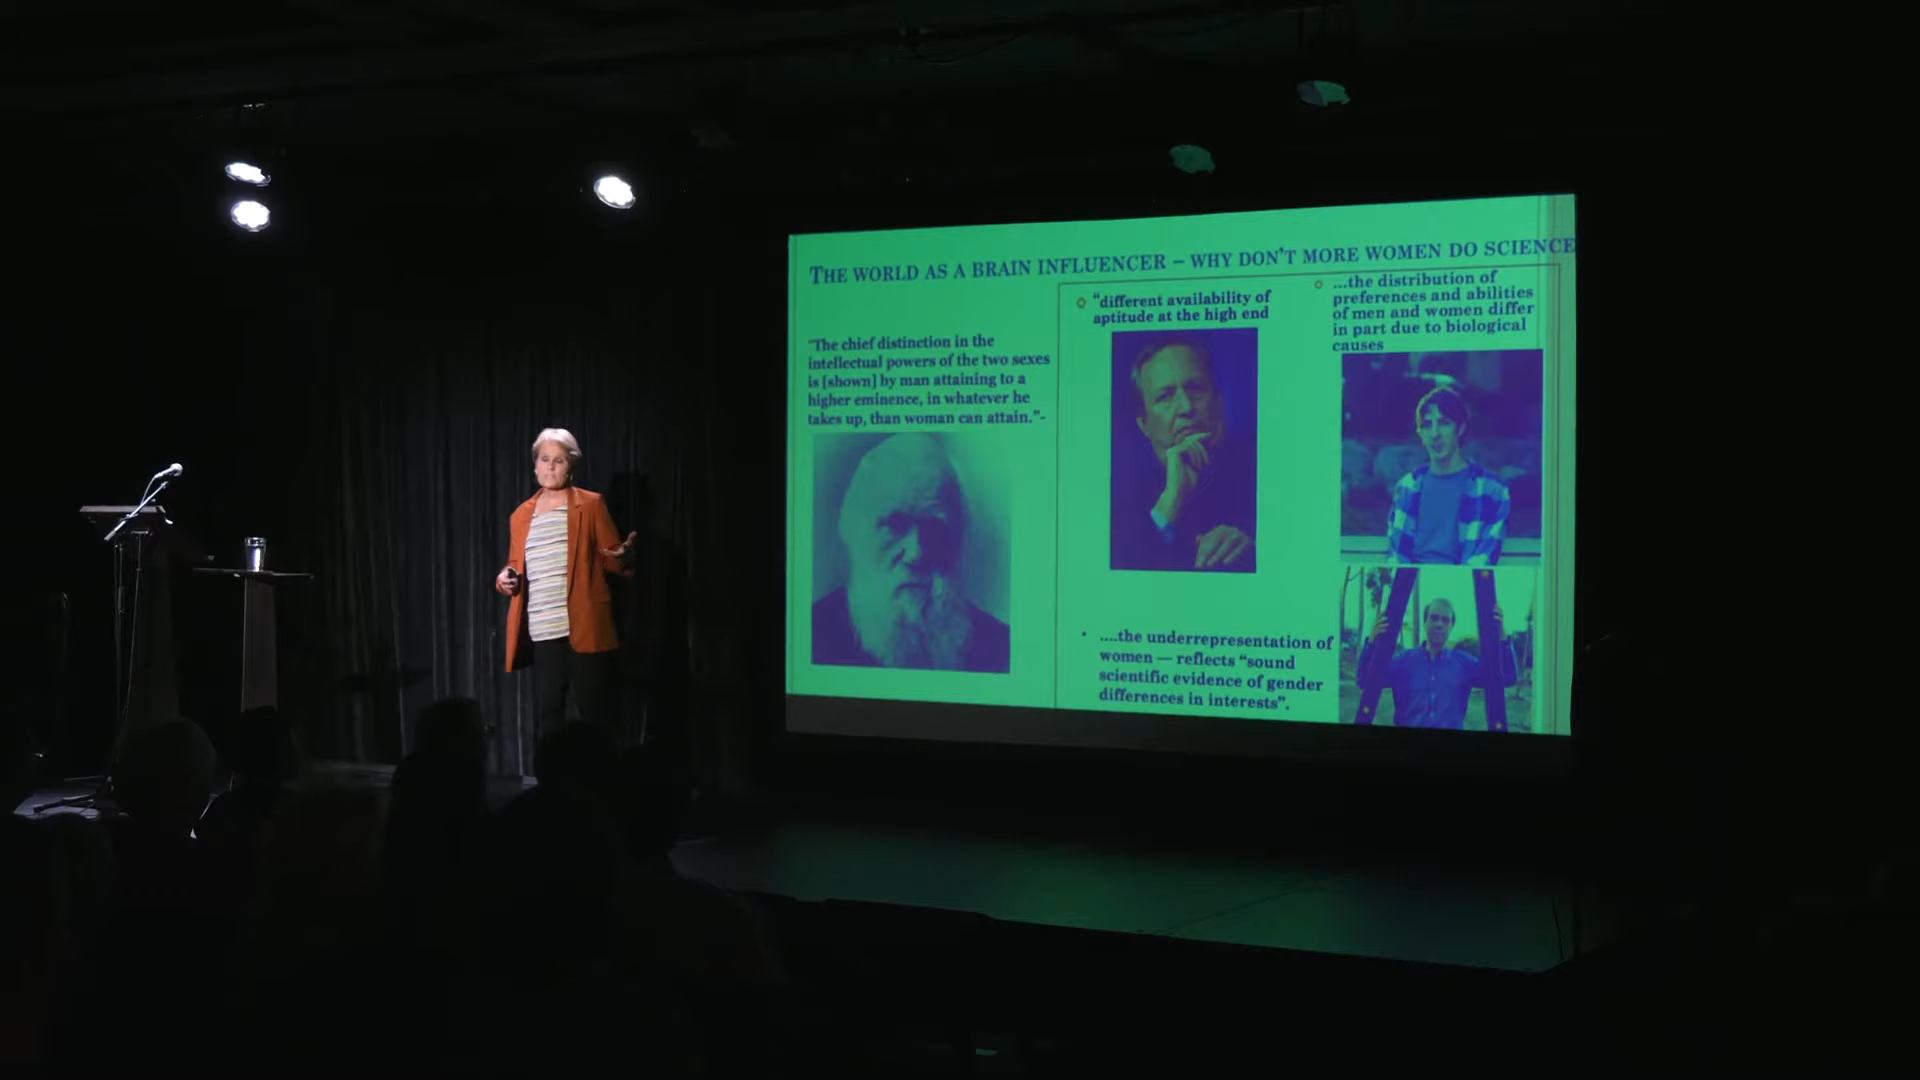 THE WORLD AS A BRAIN INFLUENCER – WHY DON'T MORE WOMEN DO SCIENCE
"The chief distinction in the
intellectual powers of the two sexes
is [shown] by man attaining to a
higher eminence, in whatever he
takes up, than woman can attain."-
"different availability of
aptitude at the high end
....the underrepresentation of
women — reflects "sound
scientific evidence of gender
differences in interests".
...the distribution of
preferences and abilities
of men and women differ
in part due to biological
causes